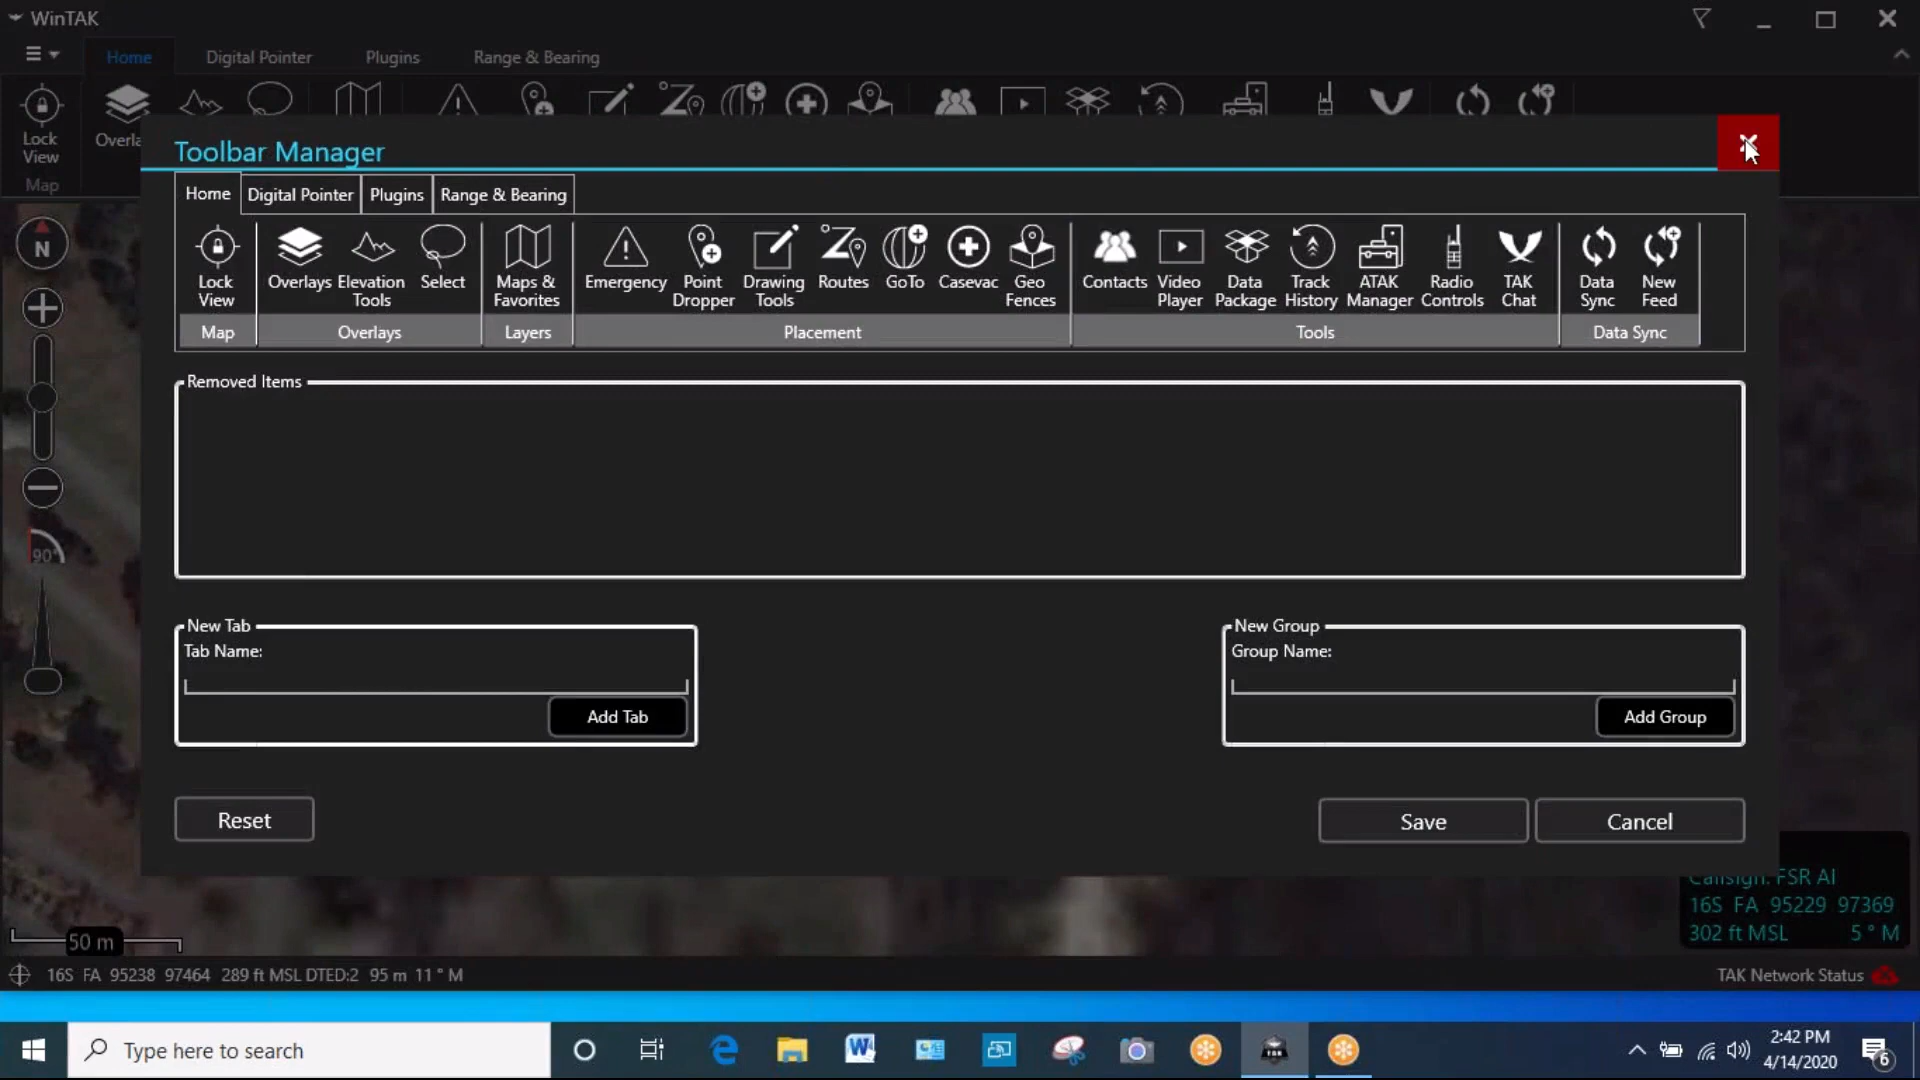 WinTAK
Home Digital Pointer Plugins Range & Bearing
Lock
View
Map
Overla
Toolbar Manager
Home Digital Pointer Plugins Range & Bearing
Lock
View
Overlays
Elevation
Tools
Select
Maps &
Favorites
Emergency
Point
Dropper
Drawing
Tools
Routes
GoTo
Casevac
Geo
Fences
Contacts
Video
Player
Data
Package
Track
History
ATAK
Manager
Radio
Controls
TAK
Chat
Data
Sync
New
Feed
Map Overlays Layers Placement Tools Data Sync
Removed Items
New Tab
Tab Name:
Add Tab
New Group
Group Name:
Add Group
Reset
Save
Cancel
N
90°
50 m
Callsign: FSR AI
16S FA 95229 97369
302 ft MSL 5 ° M
16S FA 95238 97464 289 ft MSL DTED:2 95 m 11 ° M
TAK Network Status
Type here to search
2:42 PM
4/14/2020
6